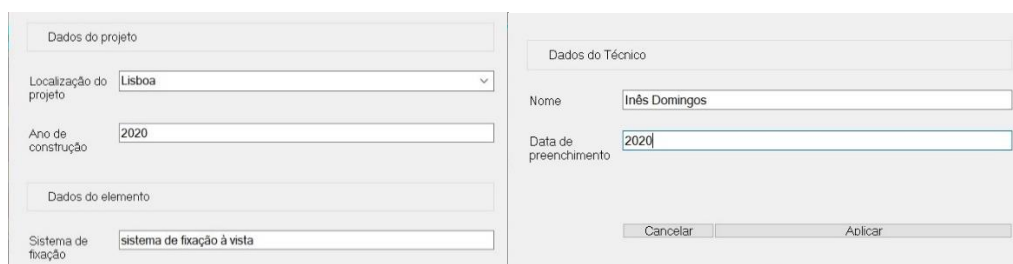 Dados do projeto
Localização do
projeto
Lisboa
Ano de
construção
2020
Dados do elemento
Sistema de
fixação
sistema de fixação à vista
Dados do Técnico
Nome
Inês Domingos
Data de
preenchimento
2020
Cancelar
Aplicar